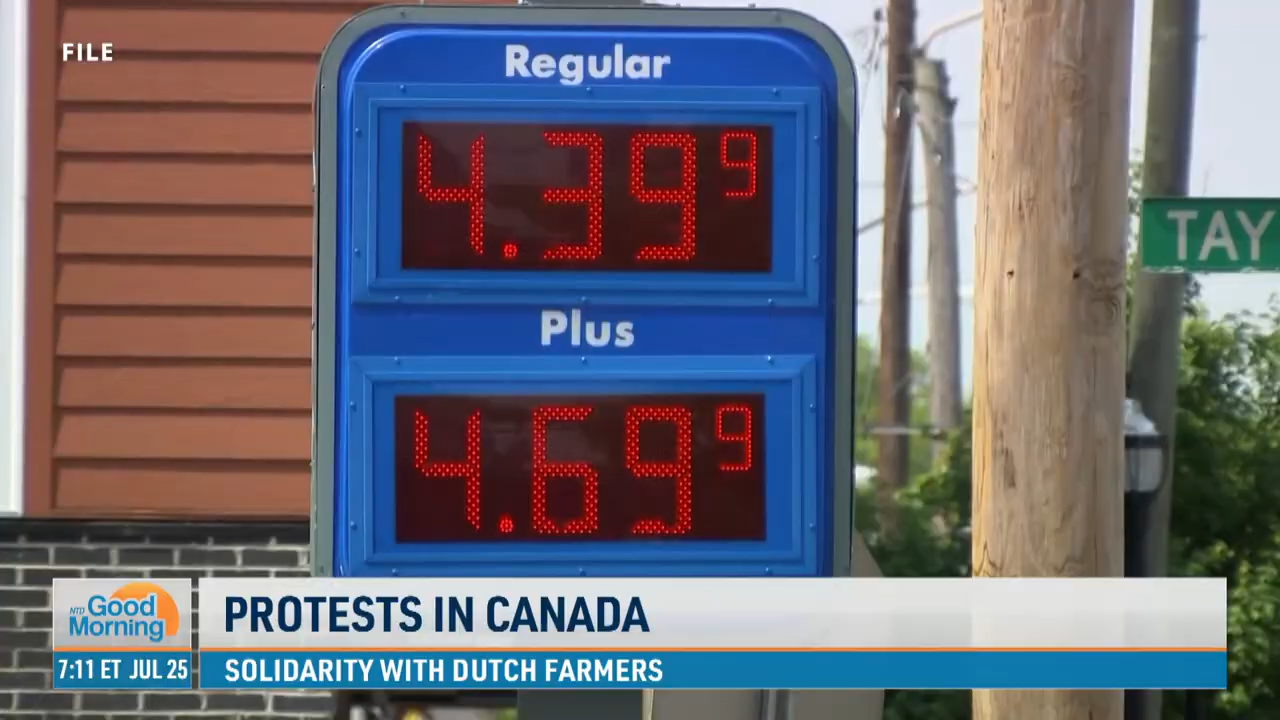 FILE
Regular
4.39 9
Plus
4.69 9
TAY
PROTESTS IN CANADA
NTD
Good
Morning
7:11 ET JUL 25
SOLIDARITY WITH DUTCH FARMERS